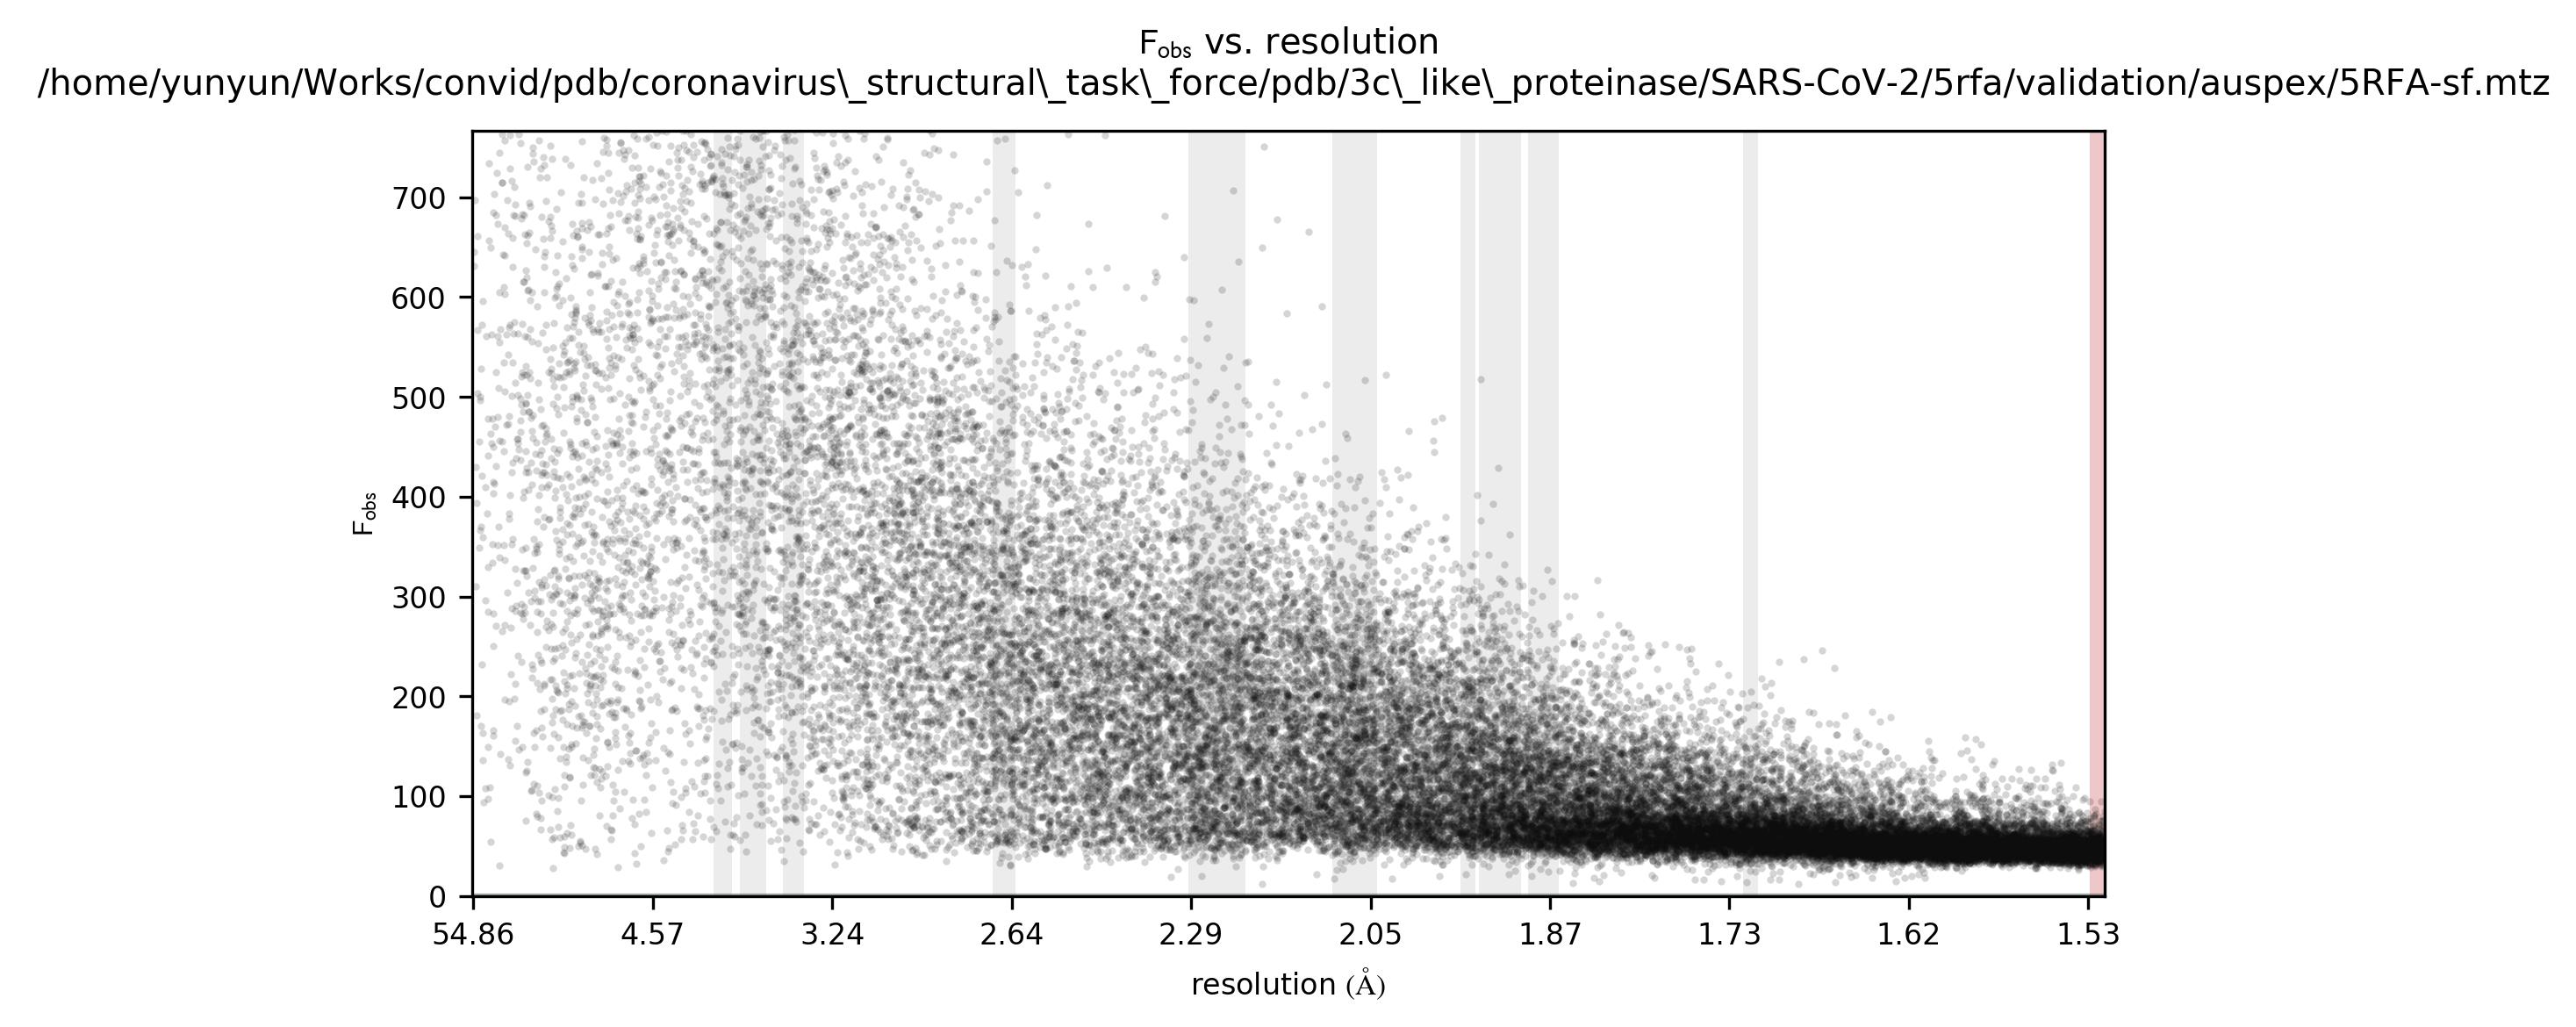 F_obs vs. resolution
/home/yunyun/Works/convid/pdb/coronavirus\_structural\_task\_force/pdb/3c\_like\_proteinase/SARS-CoV-2/5rfa/validation/auspex/5RFA-sf.mtz
F_obs
700
600
500
400
300
200
100
0
54.86 4.57 3.24 2.64 2.29 2.05 1.87 1.73 1.62 1.53
resolution (Å)